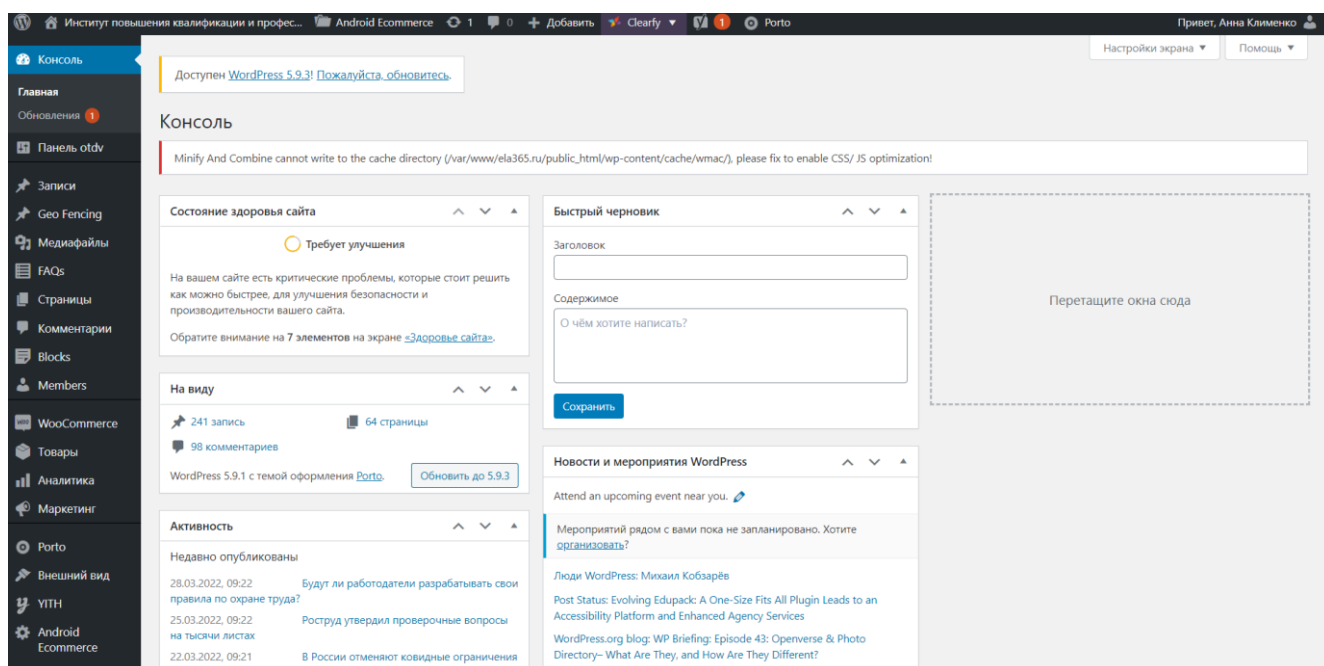 Институт повышения квалификации и профес... Android Ecommerce 1 0 Добавить Clearfy ▼ 1 Porto Привет, Анна Клименко
Настройки экрана ▼ Помощь ▼
Консоль
Главная
Обновления 1
Панель otdv
Записи
Geo Fencing
Медиафайлы
FAQs
Страницы
Комментарии
Blocks
Members
WooCommerce
Товары
Аналитика
Маркетинг
Porto
Внешний вид
YITH
Android
Ecommerce
Доступен WordPress 5.9.3! Пожалуйста, обновитесь.
Консоль
Minify And Combine cannot write to the cache directory (/var/www/ela365.ru/public_html/wp-content/cache/wmac/), please fix to enable CSS/ JS optimization!
Состояние здоровья сайта
Требует улучшения
На вашем сайте есть критические проблемы, которые стоит решить
как можно быстрее, для улучшения безопасности и
производительности вашего сайта.
Обратите внимание на 7 элементов на экране «Здоровье сайта».
На виду
241 запись 64 страницы
98 комментариев
WordPress 5.9.1 с темой оформления Porto. Обновить до 5.9.3
Активность
Недавно опубликованы
28.03.2022, 09:22 Будут ли работодатели разрабатывать свои
правила по охране труда?
25.03.2022, 09:22 Роструд утвердил проверочные вопросы
на тысячи листах
22.03.2022, 09:21 В России отменяют ковидные ограничения
Быстрый черновик
Заголовок
Содержимое
О чём хотите написать?
Сохранить
Новости и мероприятия WordPress
Attend an upcoming event near you.
Мероприятий рядом с вами пока не запланировано. Хотите
организовать?
Люди WordPress: Михаил Кобзарёв
Post Status: Evolving Edupack: A One-Size Fits All Plugin Leads to an
Accessibility Platform and Enhanced Agency Services
WordPress.org blog: WP Briefing: Episode 43: Openverse & Photo
Directory– What Are They, and How Are They Different?
Перетащите окна сюда